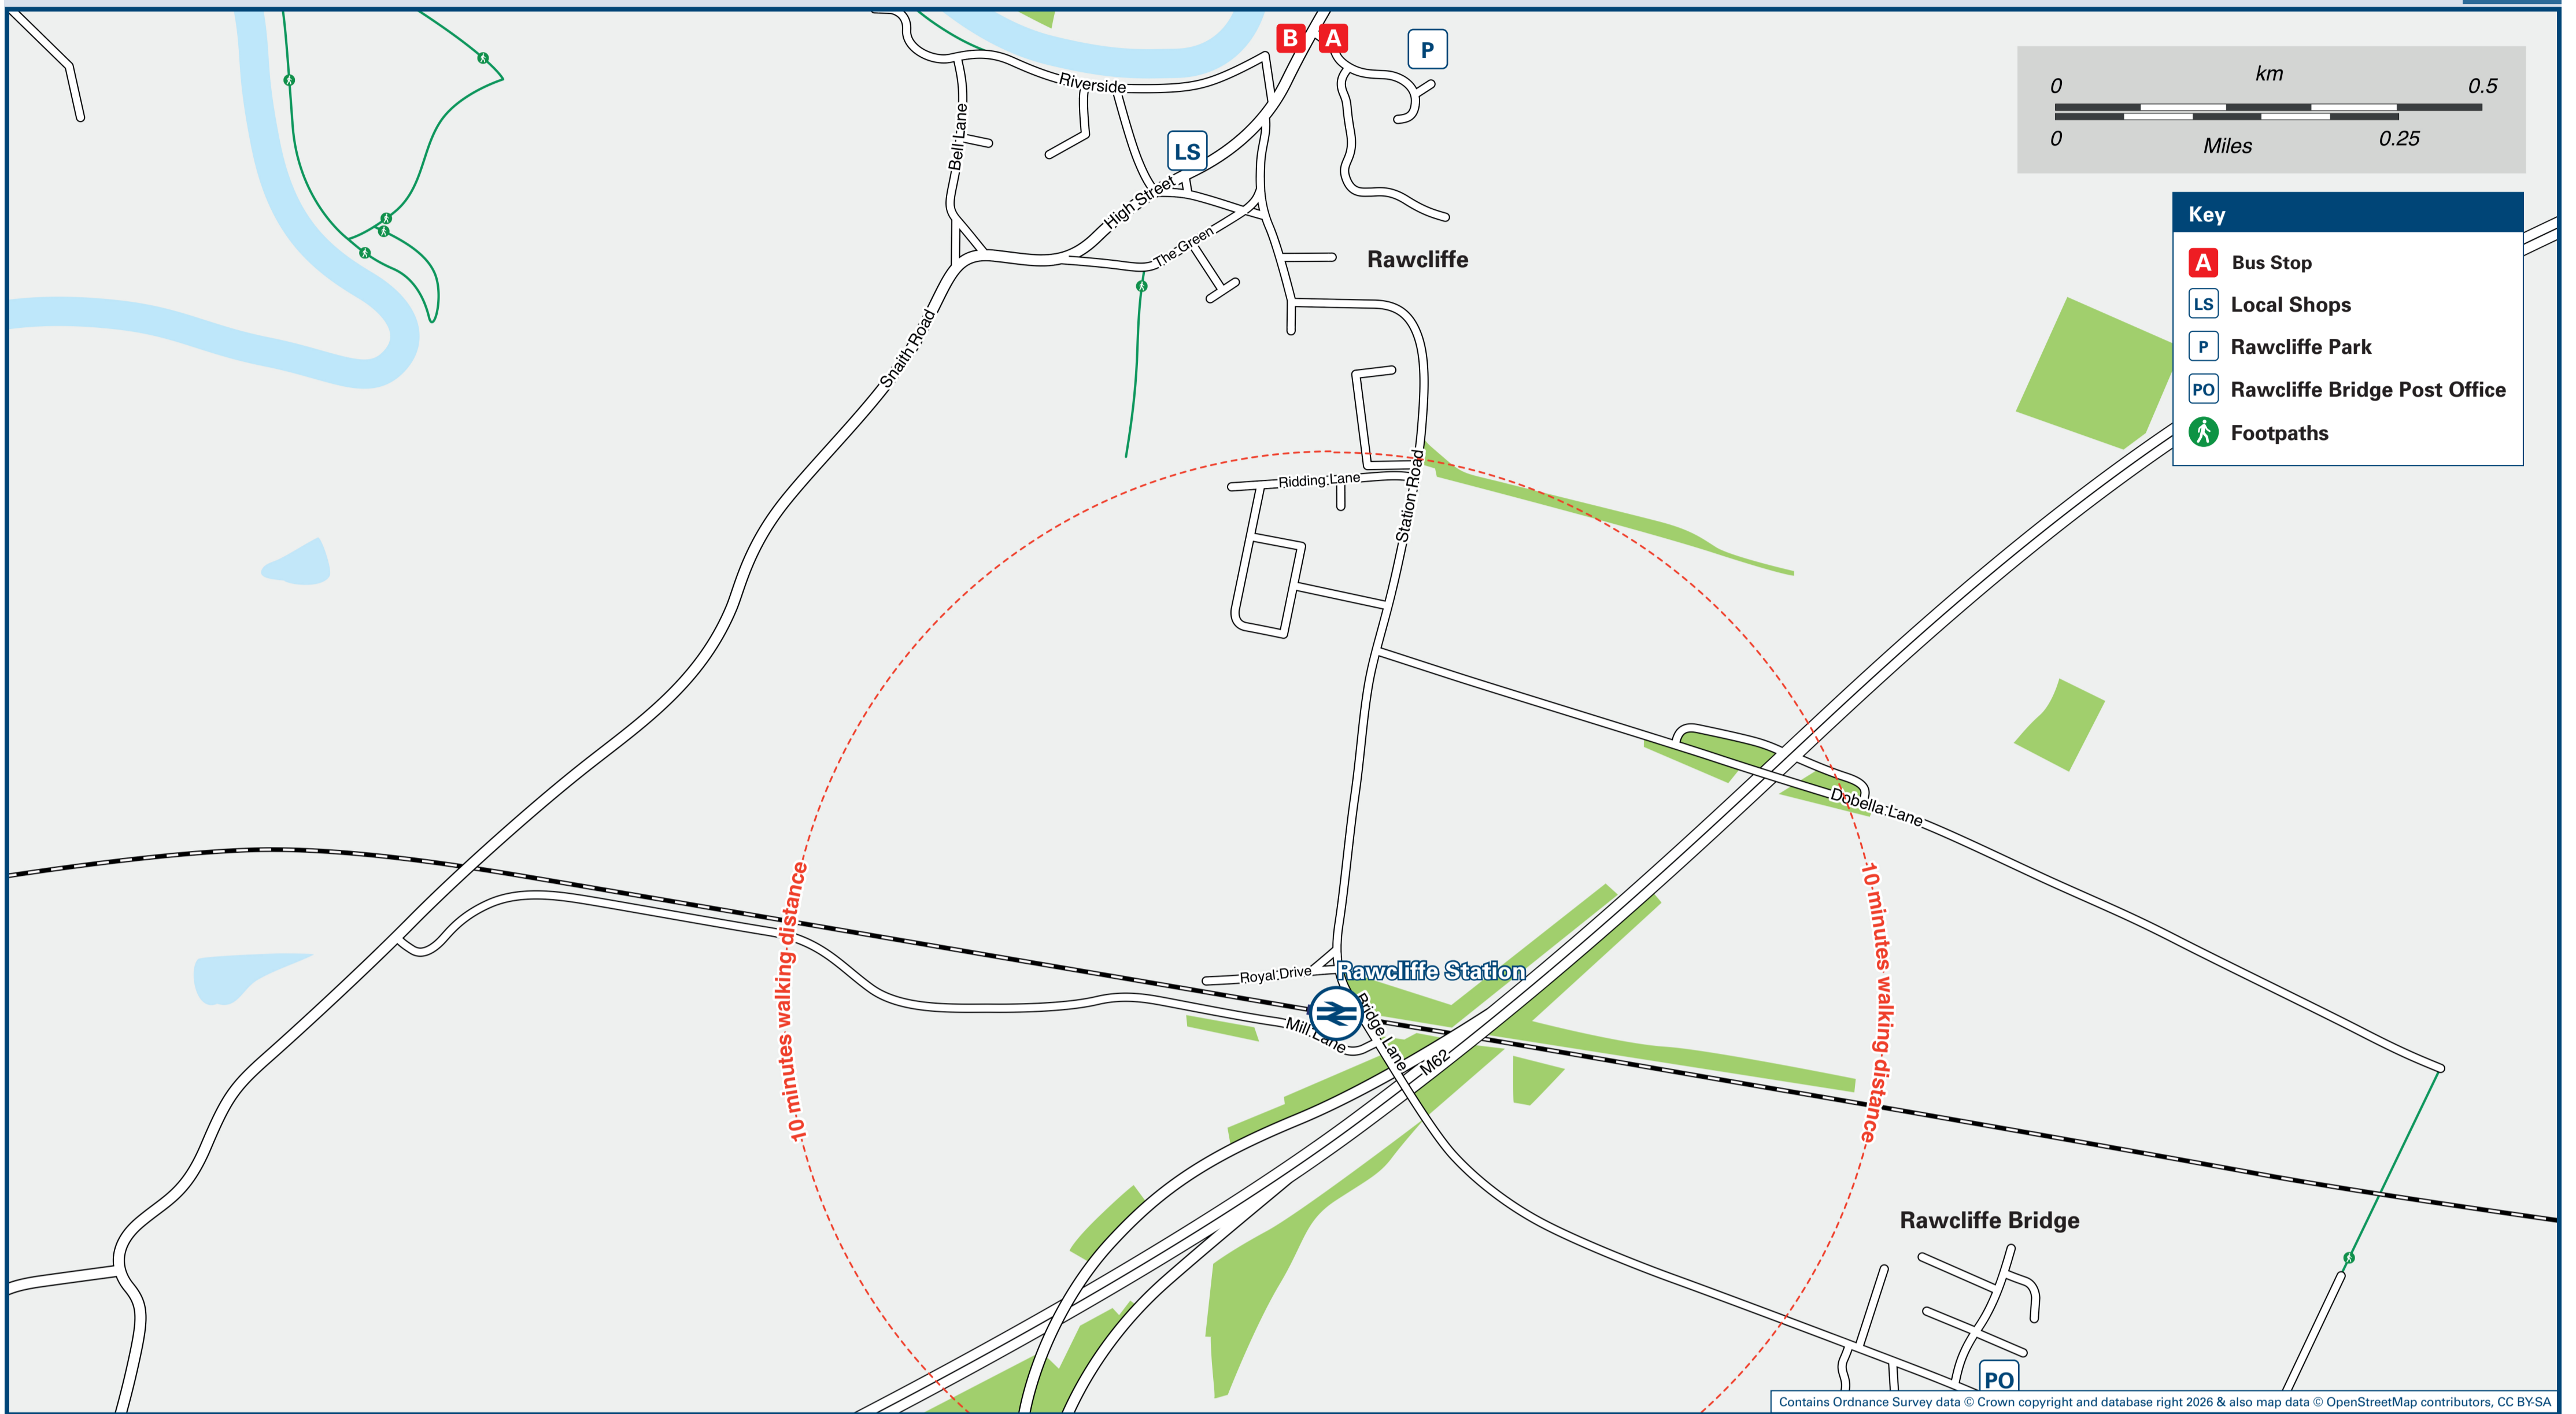 B
A
P
km
0
0.5
0
0.25
Miles
Riverside
Bell Lane
LS
High Street
The Green
Rawcliffe
Key
A Bus Stop
LS Local Shops
P Rawcliffe Park
PO Rawcliffe Bridge Post Office
Footpaths
Snaith Road
Ridding Lane
Station Road
Dobella Lane
10 minutes walking distance
10 minutes walking distance
Royal Drive
Rawcliffe Station
Mill Lane
Bridge Lane
M62
Rawcliffe Bridge
PO
Contains Ordnance Survey data © Crown copyright and database right 2026 & also map data © OpenStreetMap contributors, CC BY-SA